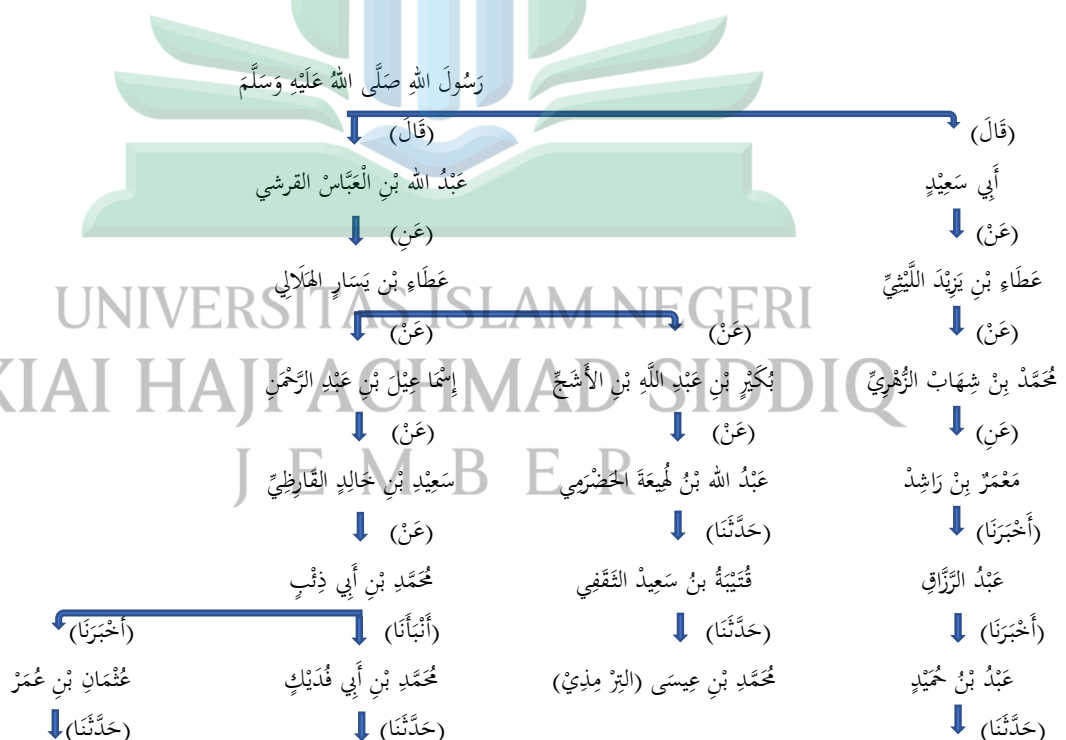 رَسُولَ اللهِ صَلَّى اللهُ عَلَيْهِ وَسَلَّمَ
(قَالَ) (قَالَ)
أَبِي سَعِيْدٍ عَبْدُ الله بْنِ الْعَبَّاسْ القرشي
(عَنْ) (عَنِ)
عَطَاءِ بْنِ يَزِيْدَ اللَّيْثِيِّ عَطَاءِ بْن يَسَارٍ الهَلَالِي
UNIVERSITAS ISLAM NEGERI
(عَنْ) (عَنْ) (عَنْ)
مُحَمَّدْ بِنْ شِهَابْ الزُّهْرِيِّ بُكَيْرِ بْنِ عَبْدِ اللَّهِ بْنِ الأَشَجِّ إِسْمَا عِيْلَ بْنِ عَبْدِ الرَّحْمَنِ
KIAI HAJI ACHMAD SIDDIQ
(عَنِ) (عَنْ) (عَنْ)
مَعْمَرٌ بِنْ رَاشِدْ عَبْدُ الله بْنُ لَهِيعَةَ الحَضْرَمِي سَعِيْدِ بْنِ خَالِدٍ القَارِظِيِّ
J E M B E R
(أَخْبَرَنَا) (حَدَّثَنَا) (عَنْ)
عَبْدُ الرَّزَّاقِ قُتَيْبَةُ بنُ سَعِيدْ الثَقَفِي مُحَمَّدِ بْنِ أَبِي ذِئْبٍ
(أَخْبَرَنَا) (حَدَّثَنَا) (أَنْبَأَنَا) (أَخْبَرَنَا)
عَبْدُ بْنُ حُمَيْدٍ مُحَمَّدِ بْنِ عِيسَى (التِرْ مِذِيْ) مُحَمَّدِ بْنِ أَبِي فُدَيْكٍ عُثْمَانِ بْنِ عُمَرْ
(حَدَّثَنَا) (حَدَّثَنَا) (حَدَّثَنَا)